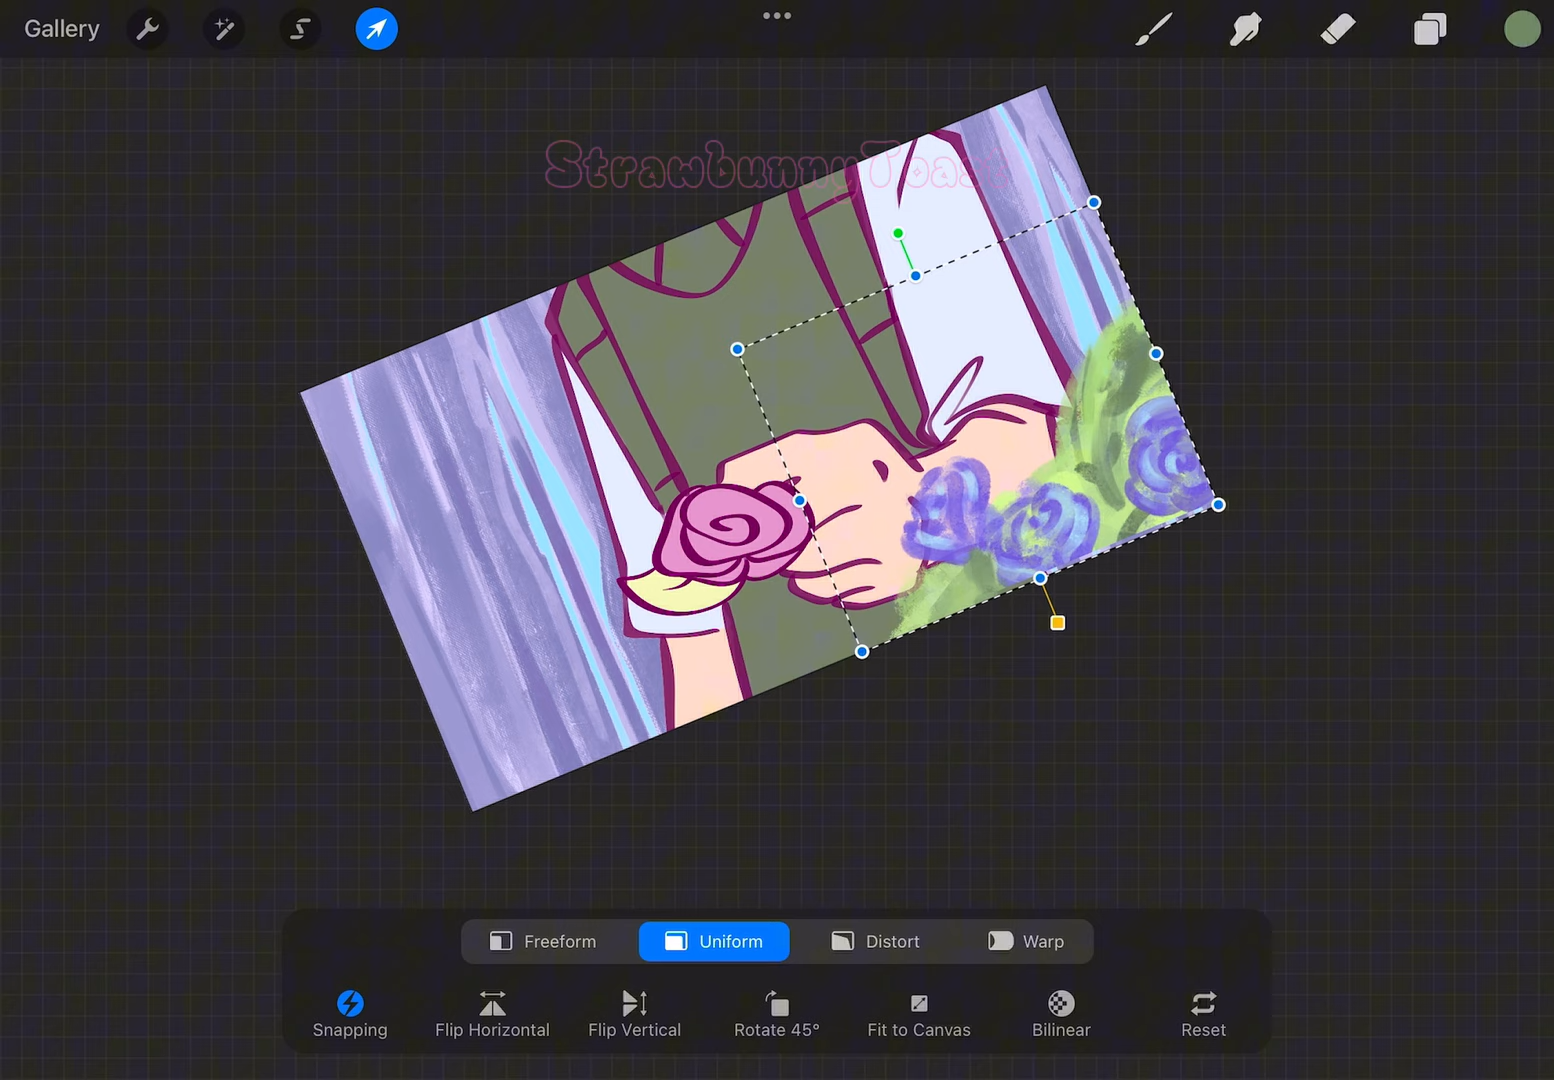 Gallery
StrawbunnyToast
Freeform
Uniform
Distort
Warp
Snapping
Flip Horizontal
Flip Vertical
Rotate 45°
Fit to Canvas
Bilinear
Reset